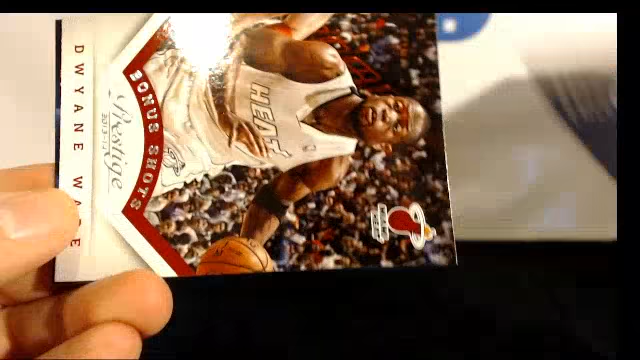 DWYANE WADE
Prestige
2013-14
BONUS SHOTS
HEAT